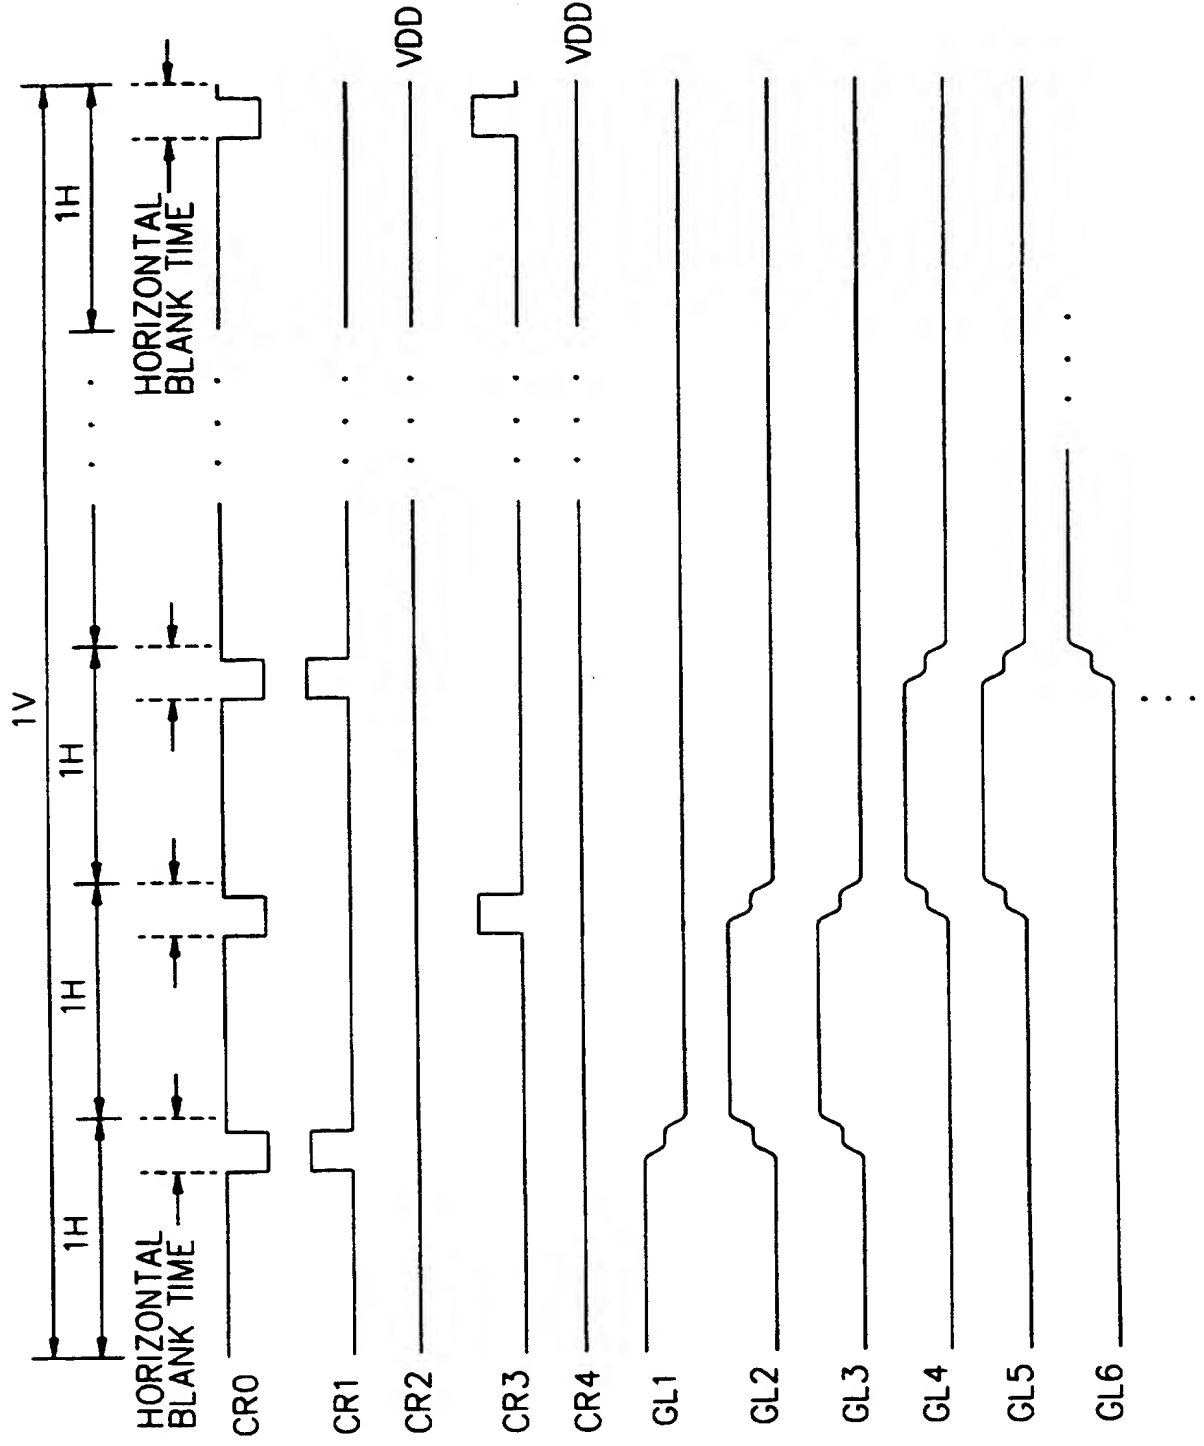 1V
1H
1H
1H
1H
HORIZONTAL
BLANK TIME
HORIZONTAL
BLANK TIME
CR0
CR1
CR2
VDD
CR3
CR4
VDD
GL1
GL2
GL3
GL4
GL5
GL6